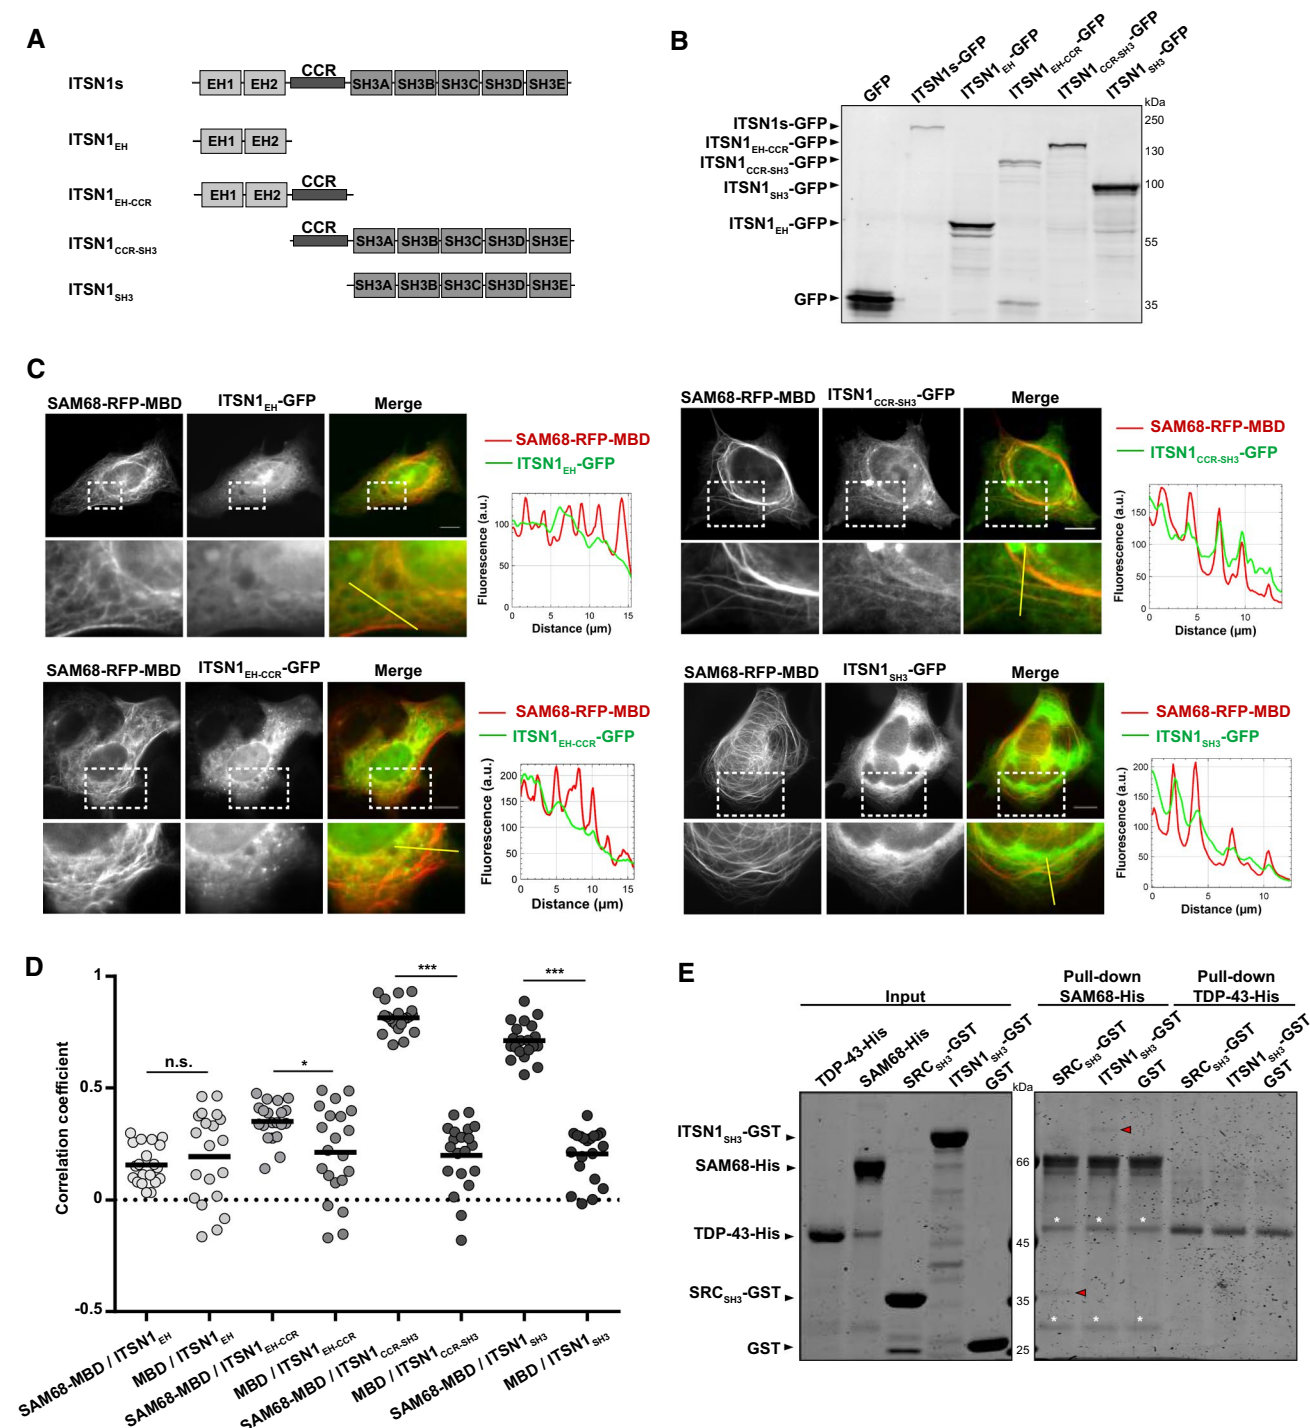 A
ITSN1s
EH1 EH2 CCR SH3A SH3B SH3C SH3D SH3E
ITSN1EH
EH1 EH2
ITSN1EH-CCR
EH1 EH2 CCR
ITSN1CCR-SH3
CCR SH3A SH3B SH3C SH3D SH3E
ITSN1SH3
SH3A SH3B SH3C SH3D SH3E
B
GFP
ITSN1s-GFP
ITSN1EH-GFP
ITSN1EH-CCR-GFP
ITSN1CCR-SH3-GFP
ITSN1SH3-GFP
kDa
250
130
100
55
35
ITSN1s-GFP
ITSN1EH-CCR-GFP
ITSN1CCR-SH3-GFP
ITSN1SH3-GFP
ITSN1EH-GFP
GFP
C
SAM68-RFP-MBD ITSN1EH-GFP Merge
SAM68-RFP-MBD
ITSN1EH-GFP
Fluorescence (a.u.)
100
50
0
0 5 10 15
Distance (µm)
SAM68-RFP-MBD ITSN1CCR-SH3-GFP Merge
SAM68-RFP-MBD
ITSN1CCR-SH3-GFP
Fluorescence (a.u.)
150
100
50
0
0 5 10
Distance (µm)
SAM68-RFP-MBD ITSN1EH-CCR-GFP Merge
SAM68-RFP-MBD
ITSN1EH-CCR-GFP
Fluorescence (a.u.)
200
150
100
50
0
0 5 10 15
Distance (µm)
SAM68-RFP-MBD ITSN1SH3-GFP Merge
SAM68-RFP-MBD
ITSN1SH3-GFP
Fluorescence (a.u.)
200
150
100
50
0
0 5 10
Distance (µm)
D
Correlation coefficient
1
0.5
0
-0.5
n.s.
*
***
***
SAM68-MBD / ITSN1EH
MBD / ITSN1EH
SAM68-MBD / ITSN1EH-CCR
MBD / ITSN1EH-CCR
SAM68-MBD / ITSN1CCR-SH3
MBD / ITSN1CCR-SH3
SAM68-MBD / ITSN1SH3
MBD / ITSN1SH3
E
Input
Pull-down
SAM68-His
Pull-down
TDP-43-His
TDP-43-His
SAM68-His
SRCSH3-GST
ITSN1SH3-GST
GST
SRCSH3-GST
ITSN1SH3-GST
GST
SRCSH3-GST
ITSN1SH3-GST
GST
kDa
66
45
35
25
ITSN1SH3-GST
SAM68-His
TDP-43-His
SRCSH3-GST
GST
* * *
* * *